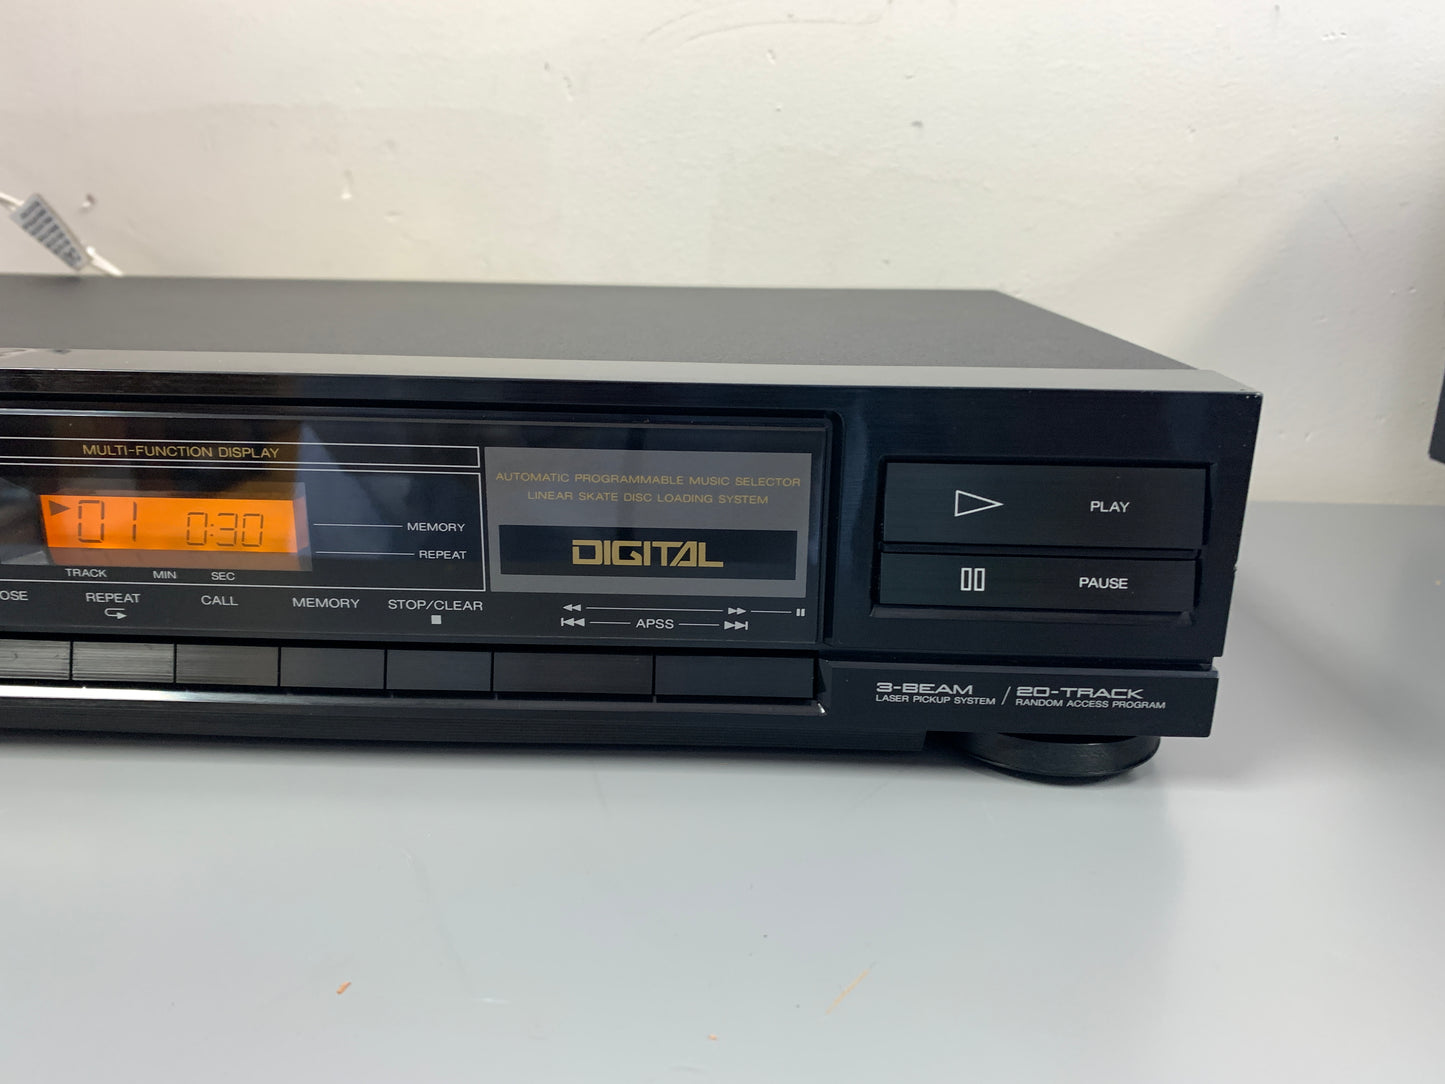 MULTI-FUNCTION DISPLAY
01 0:30
TRACK MIN SEC
MEMORY
REPEAT
AUTOMATIC PROGRAMMABLE MUSIC SELECTOR
LINEAR SKATE DISC LOADING SYSTEM
DIGITAL
OSE REPEAT CALL MEMORY STOP/CLEAR
APSS
PLAY
PAUSE
3-BEAM / 20-TRACK
LASER PICKUP SYSTEM RANDOM ACCESS PROGRAM